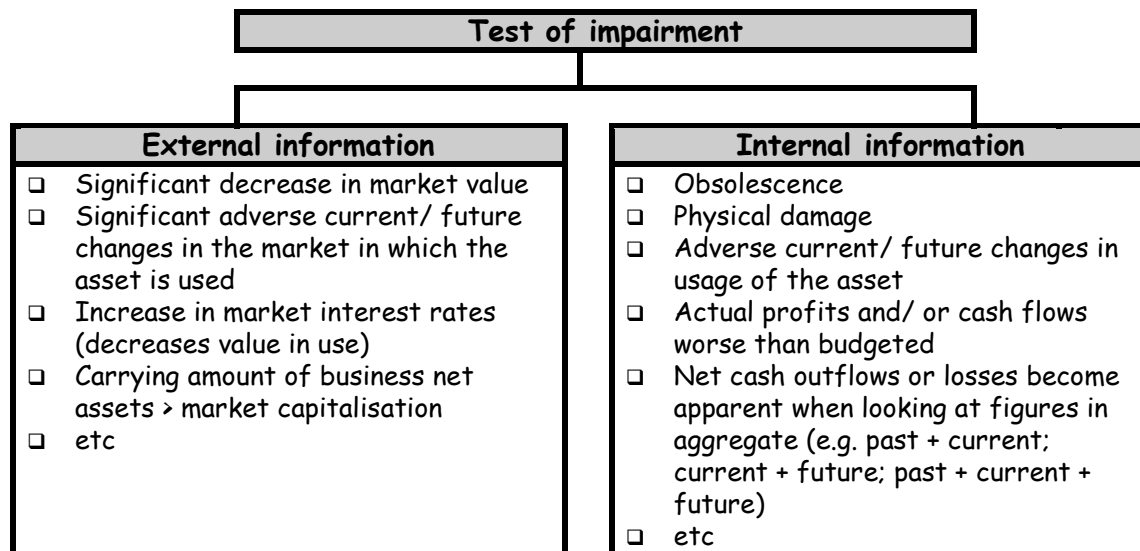 Test of impairment
External information
❑ Significant decrease in market value
❑ Significant adverse current/ future
changes in the market in which the
asset is used
❑ Increase in market interest rates
(decreases value in use)
❑ Carrying amount of business net
assets > market capitalisation
❑ etc
Internal information
❑ Obsolescence
❑ Physical damage
❑ Adverse current/ future changes in
usage of the asset
❑ Actual profits and/ or cash flows
worse than budgeted
❑ Net cash outflows or losses become
apparent when looking at figures in
aggregate (e.g. past + current;
current + future; past + current +
future)
❑ etc